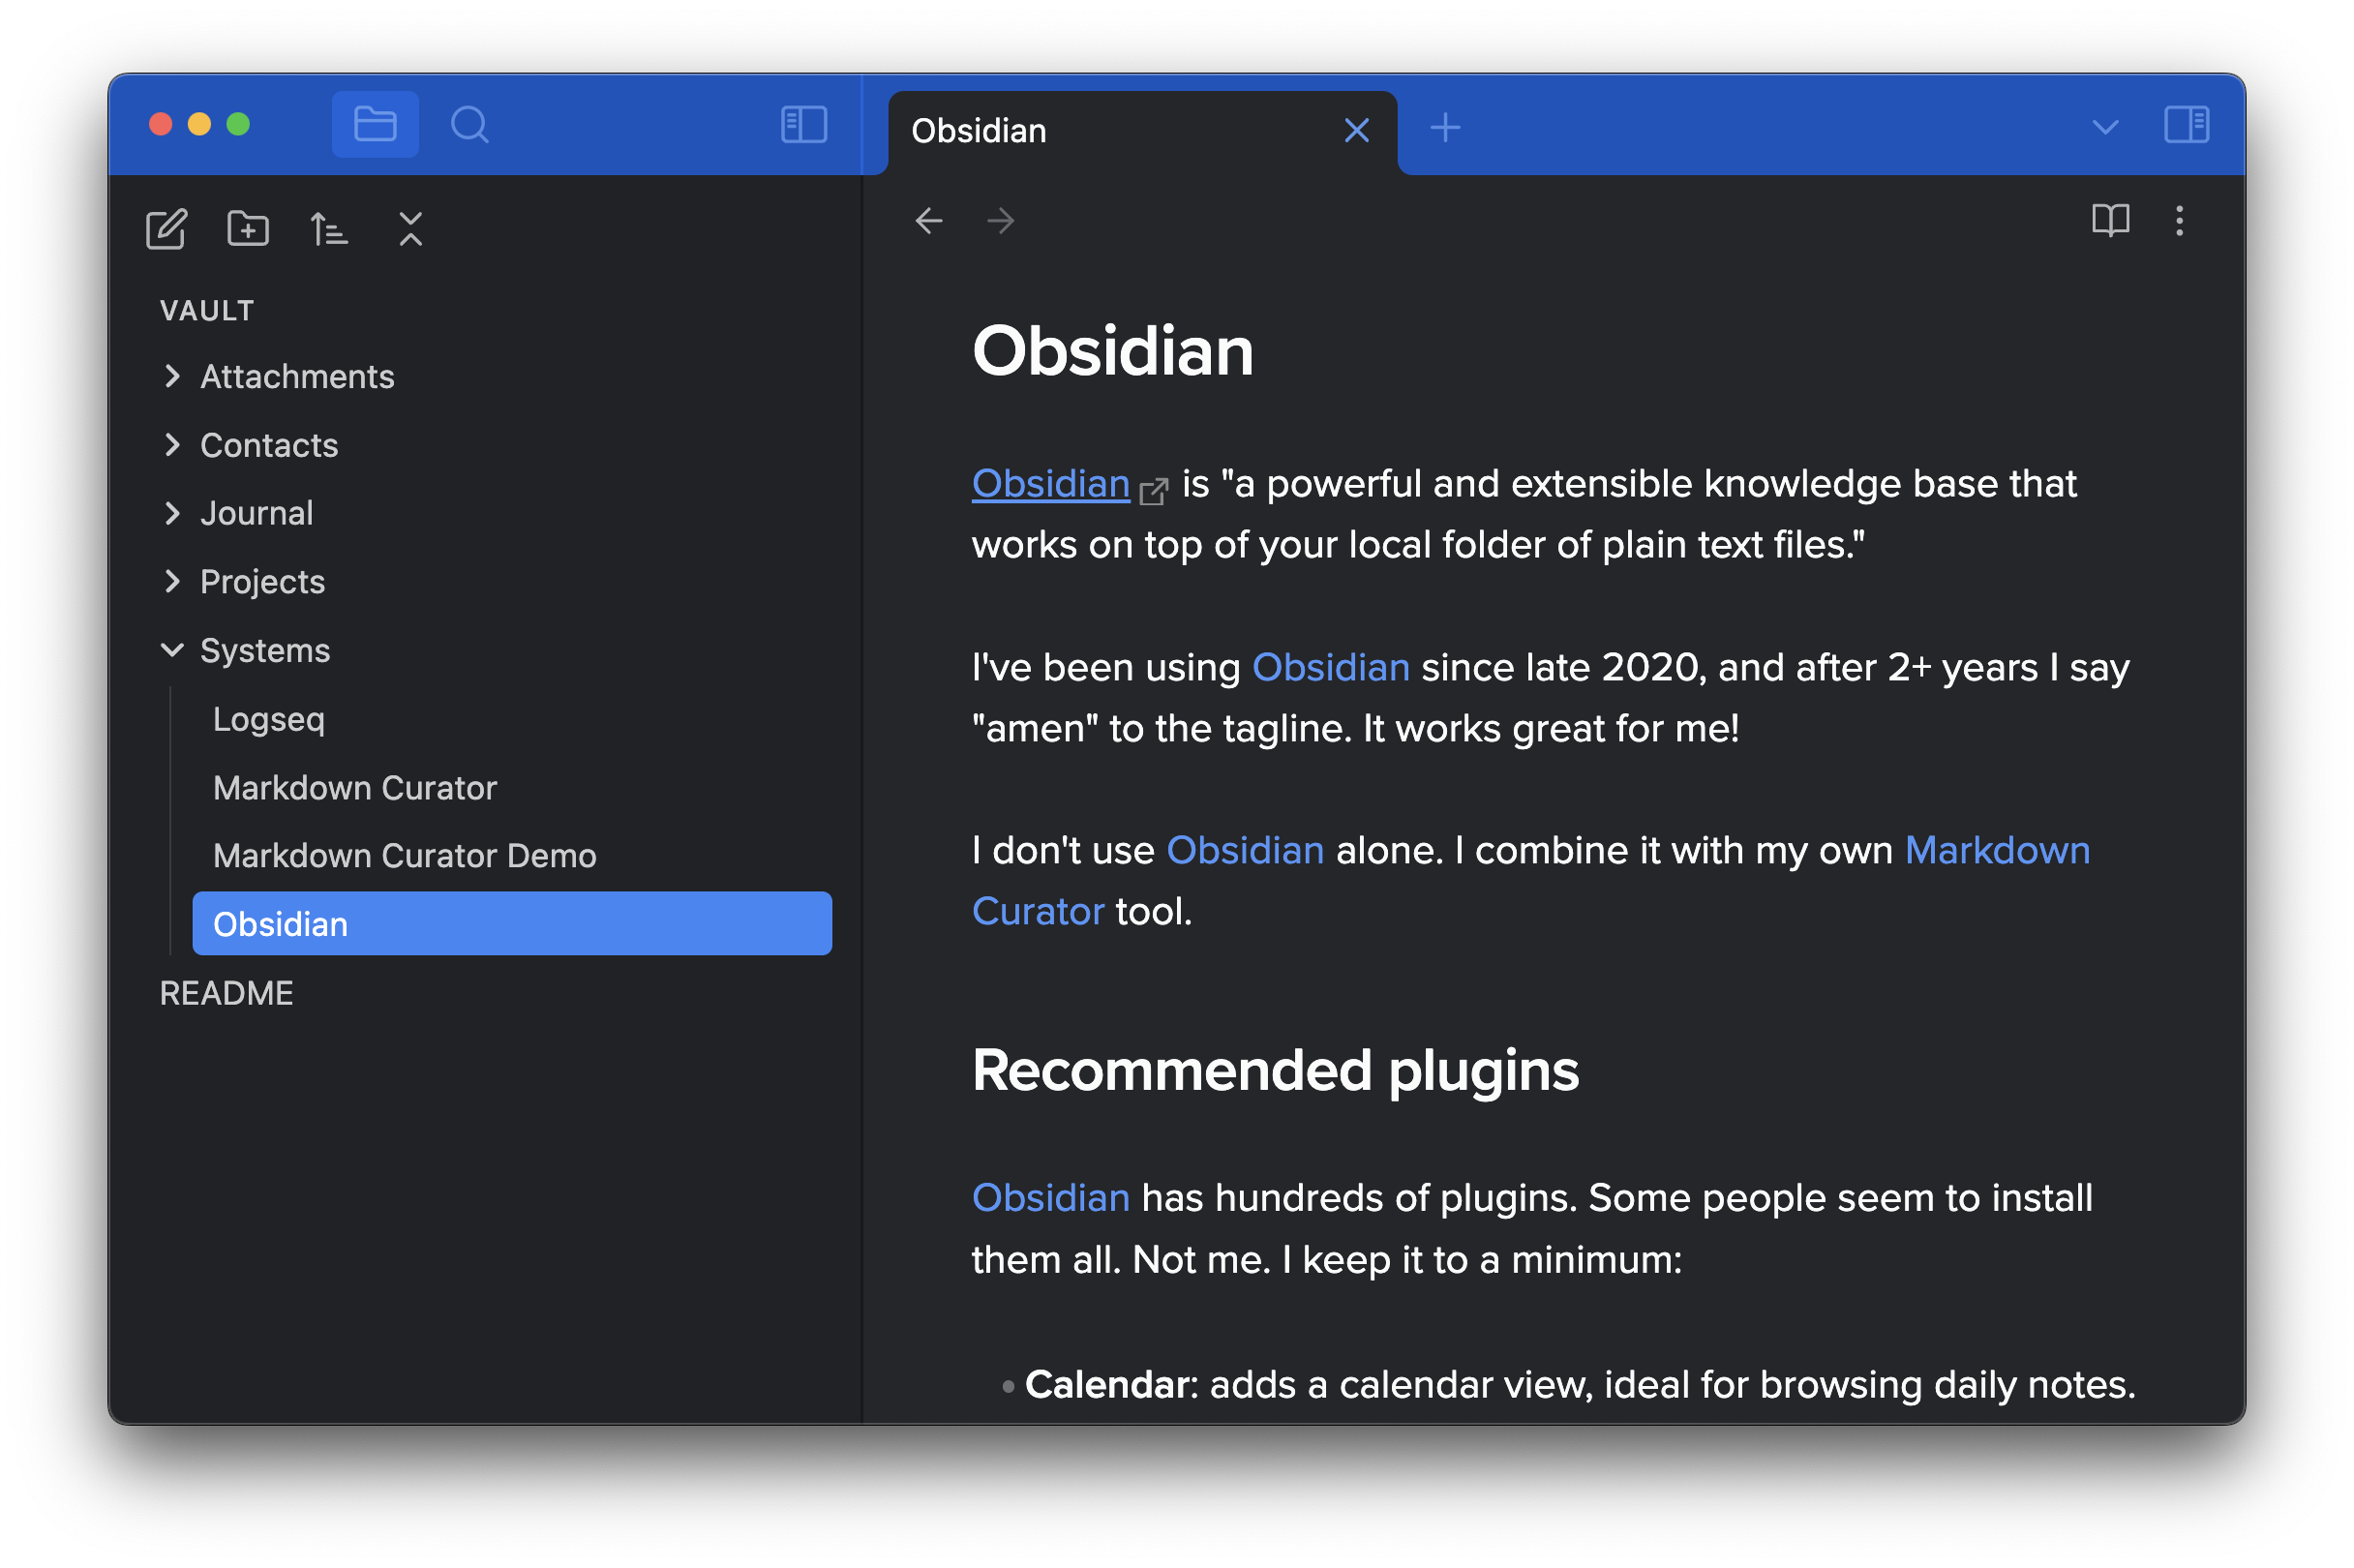 Obsidian
VAULT
Attachments
Contacts
Journal
Projects
Systems
Logseq
Markdown Curator
Markdown Curator Demo
Obsidian
README
Obsidian
Obsidian is "a powerful and extensible knowledge base that
works on top of your local folder of plain text files."
I've been using Obsidian since late 2020, and after 2+ years I say
"amen" to the tagline. It works great for me!
I don't use Obsidian alone. I combine it with my own Markdown
Curator tool.
Recommended plugins
Obsidian has hundreds of plugins. Some people seem to install
them all. Not me. I keep it to a minimum:
Calendar: adds a calendar view, ideal for browsing daily notes.